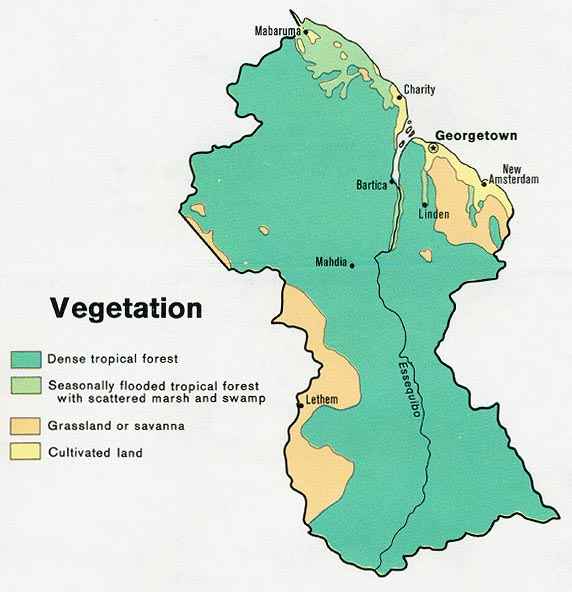 Mabaruma
Charity
Georgetown
New
Amsterdam
Bartica
Linden
Mahdia
Vegetation
Dense tropical forest
Seasonally flooded tropical forest
with scattered marsh and swamp
Grassland or savanna
Cultivated land
Essequibo
Lethem